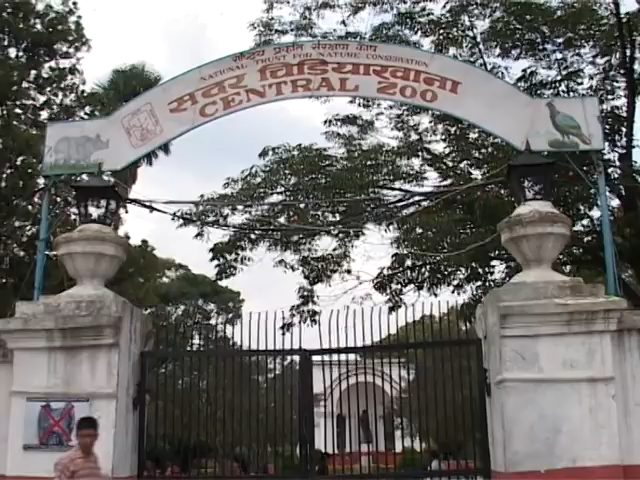 राष्ट्रिय प्रकृति संरक्षण कोष
NATIONAL TRUST FOR NATURE CONSERVATION
सदर चिडियाखाना
CENTRAL ZOO